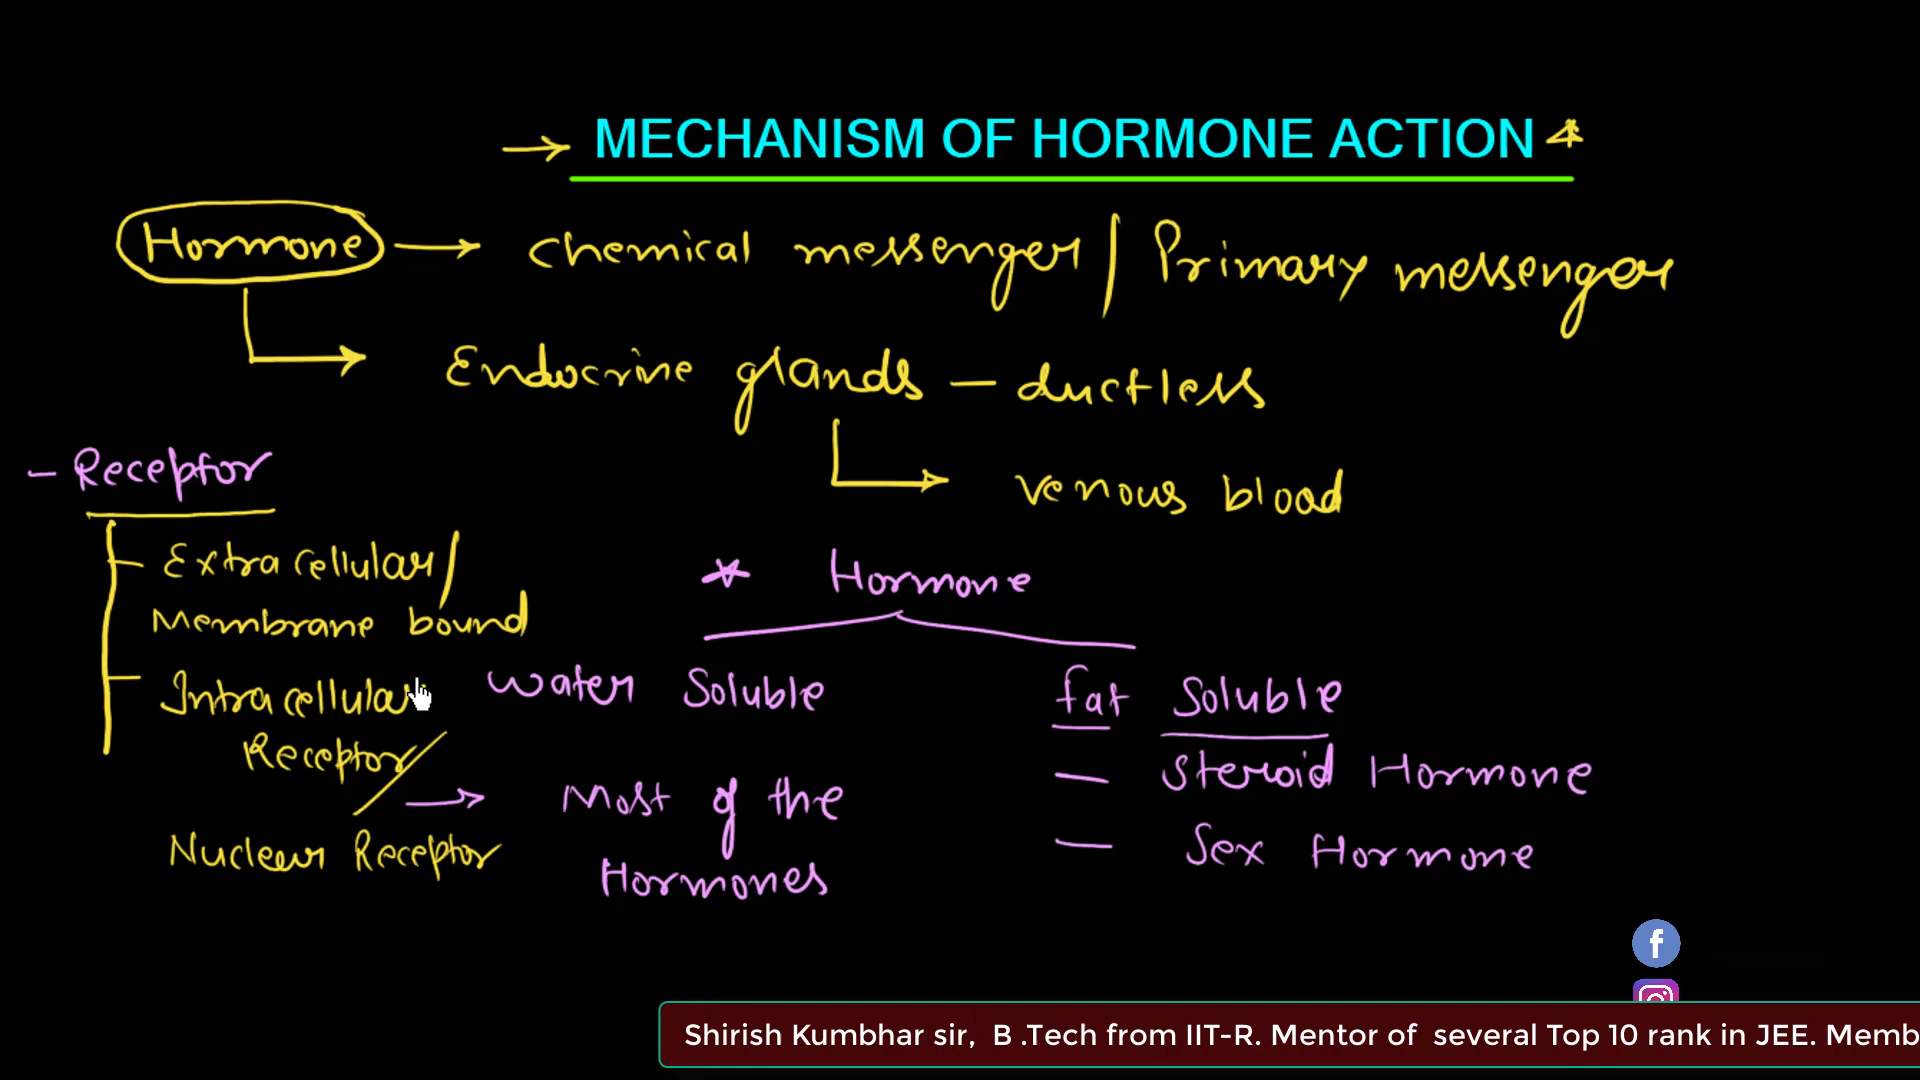 → MECHANISM OF HORMONE ACTION
Hormone → chemical messenger / Primary messenger
→ Endocrine glands – ductless
→ venous blood
- Receptor
Extracellular /
Membrane bound
Intracellular
Receptor /
Nuclear Receptor
* Hormone
Water Soluble
→ Most of the
Hormones
fat Soluble
— Steroid Hormone
— Sex Hormone
f
Shirish Kumbhar sir, B .Tech from IIT-R. Mentor of several Top 10 rank in JEE. Memb